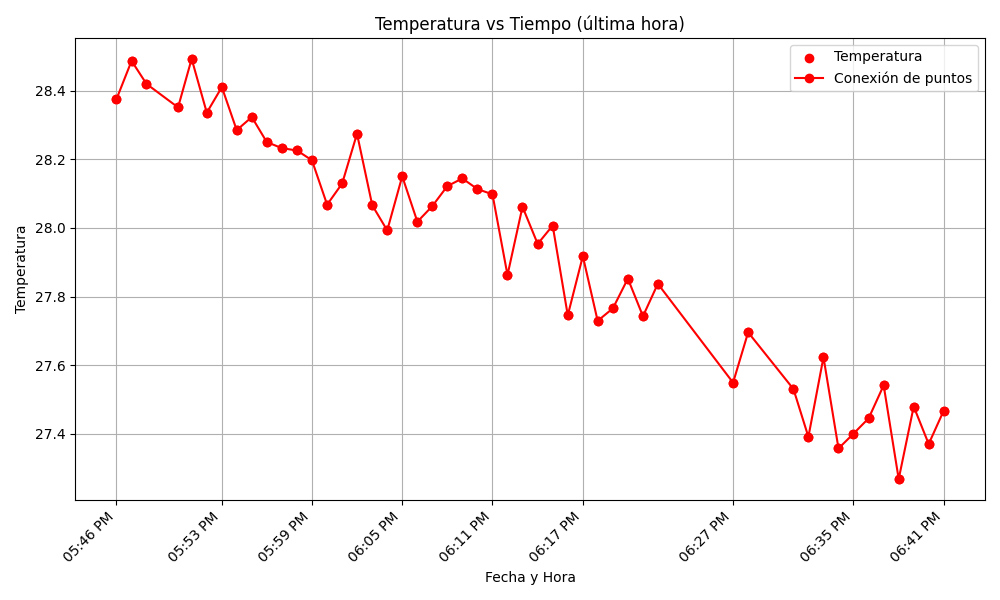 Temperatura vs Tiempo (última hora)
Temperatura
Conexión de puntos
Temperatura
28.4
28.2
28.0
27.8
27.6
27.4
05:46 PM
05:53 PM
05:59 PM
06:05 PM
06:11 PM
06:17 PM
06:27 PM
06:35 PM
06:41 PM
Fecha y Hora